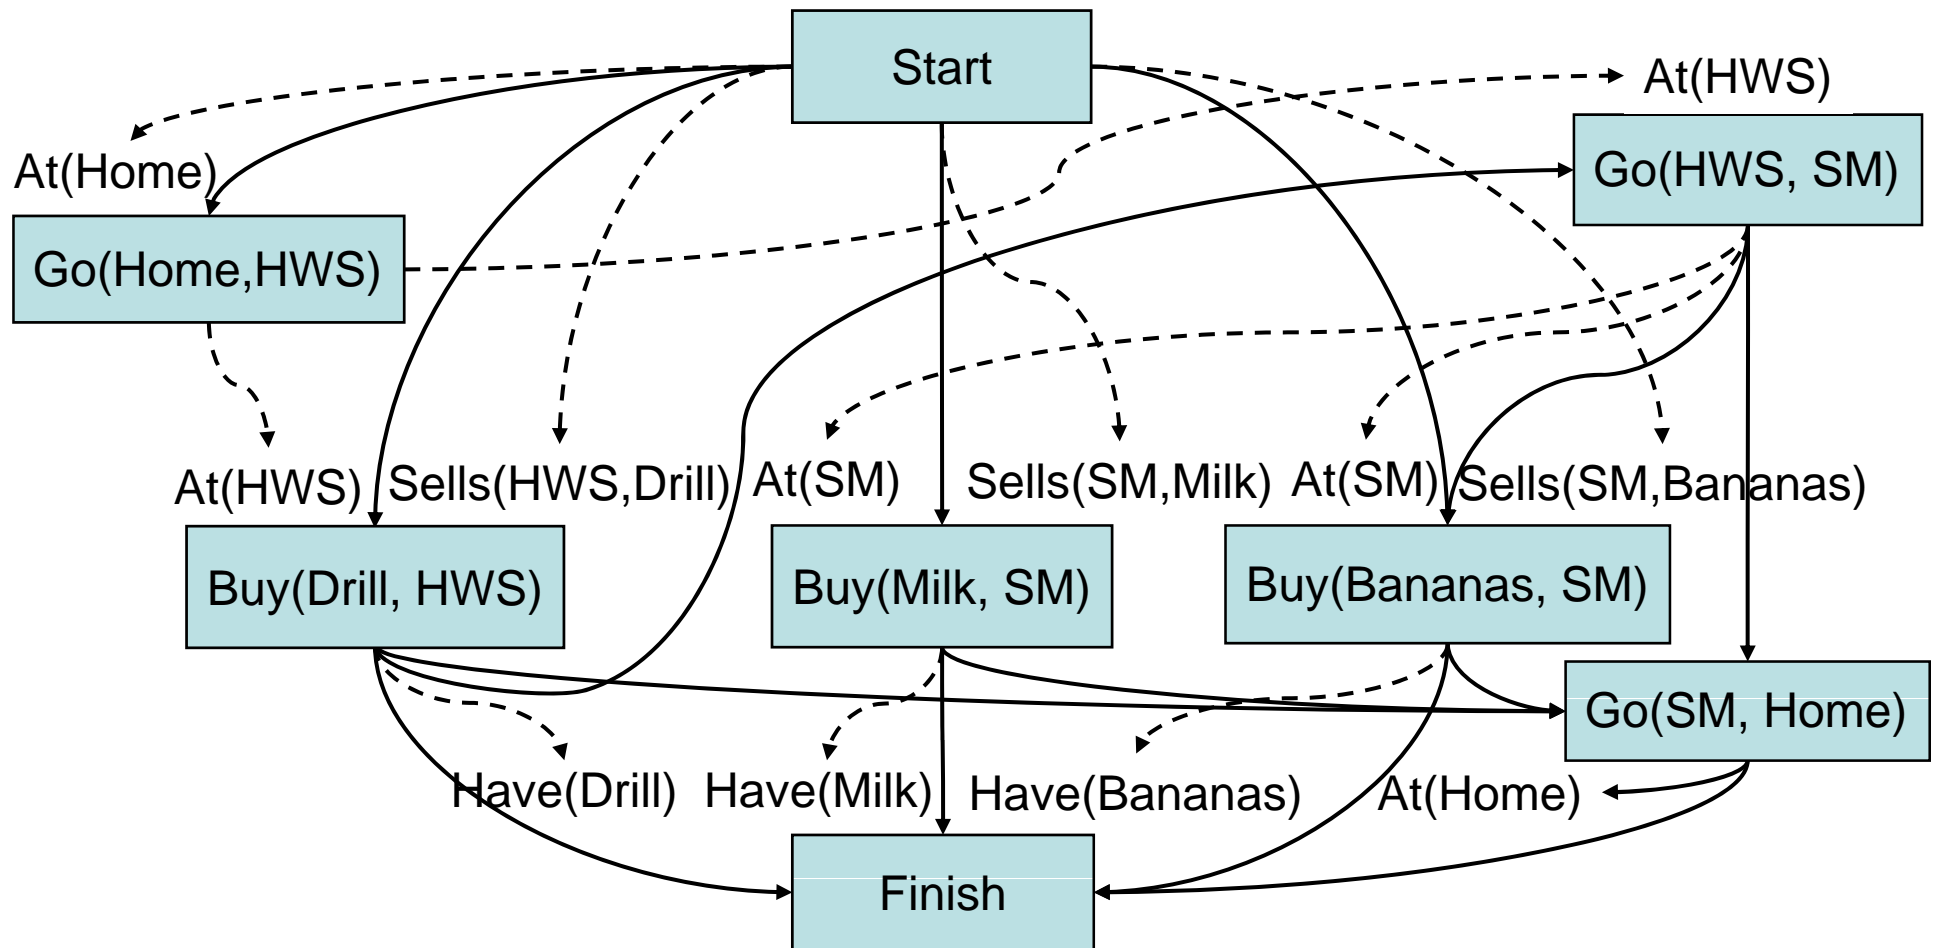 Start
At(HWS)
At(Home)
Go(HWS, SM)
Go(Home,HWS)
At(HWS)
Sells(HWS,Drill)
At(SM)
Sells(SM,Milk)
At(SM)
Sells(SM,Bananas)
Buy(Drill, HWS)
Buy(Milk, SM)
Buy(Bananas, SM)
Go(SM, Home)
Have(Drill)
Have(Milk)
Have(Bananas)
At(Home)
Finish